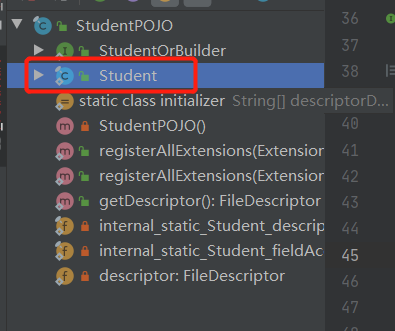 StudentPOJO
StudentOrBuilder
Student
static class initializer String[] descriptorD...
StudentPOJO()
registerAllExtensions(Extension
registerAllExtensions(Extension
getDescriptor(): FileDescriptor
internal_static_Student_descrip
internal_static_Student_fieldAc
descriptor: FileDescriptor
36
37
38
40
41
42
43
44
45
46
47